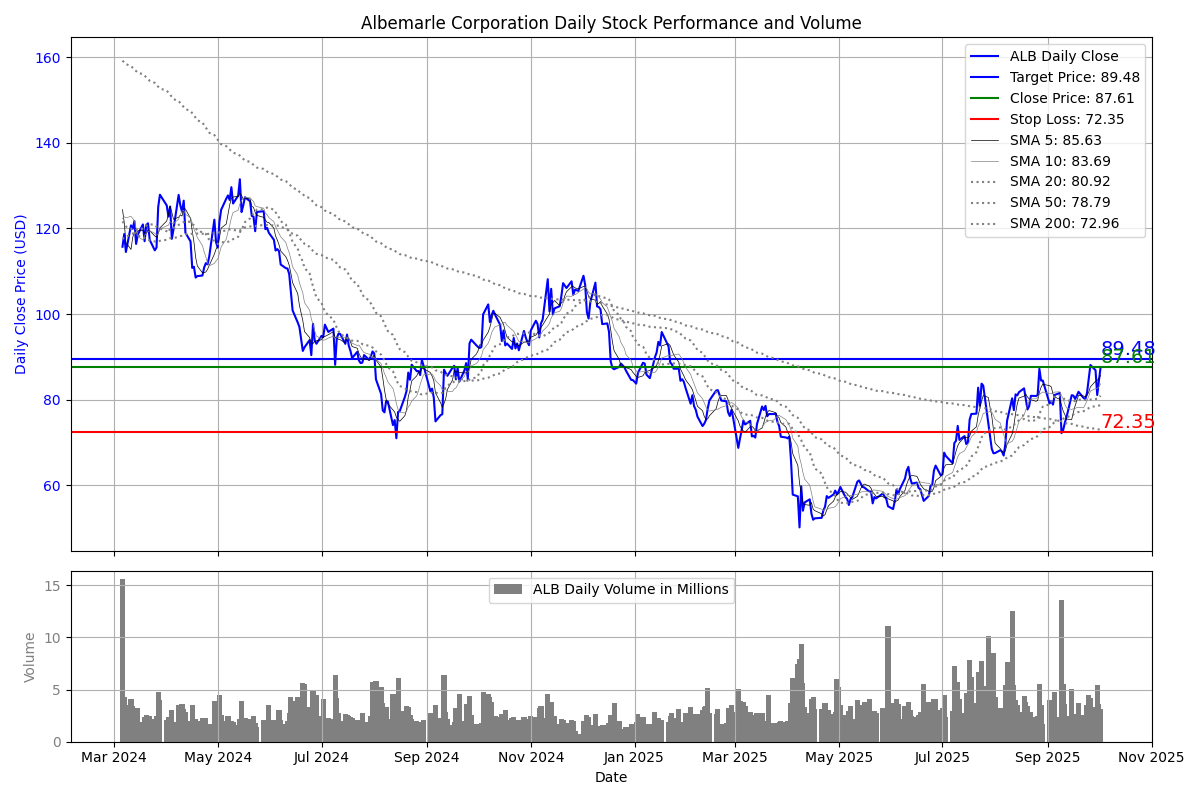 Albemarle Corporation Daily Stock Performance and Volume
Daily Close Price (USD)
160
140
120
100
80
60
ALB Daily Close
Target Price: 89.48
Close Price: 87.61
Stop Loss: 72.35
SMA 5: 85.63
SMA 10: 83.69
SMA 20: 80.92
SMA 50: 78.79
SMA 200: 72.96
89.48
87.61
72.35
Volume
15
10
5
0
ALB Daily Volume in Millions
Mar 2024 May 2024 Jul 2024 Sep 2024 Nov 2024 Jan 2025 Mar 2025 May 2025 Jul 2025 Sep 2025 Nov 2025
Date